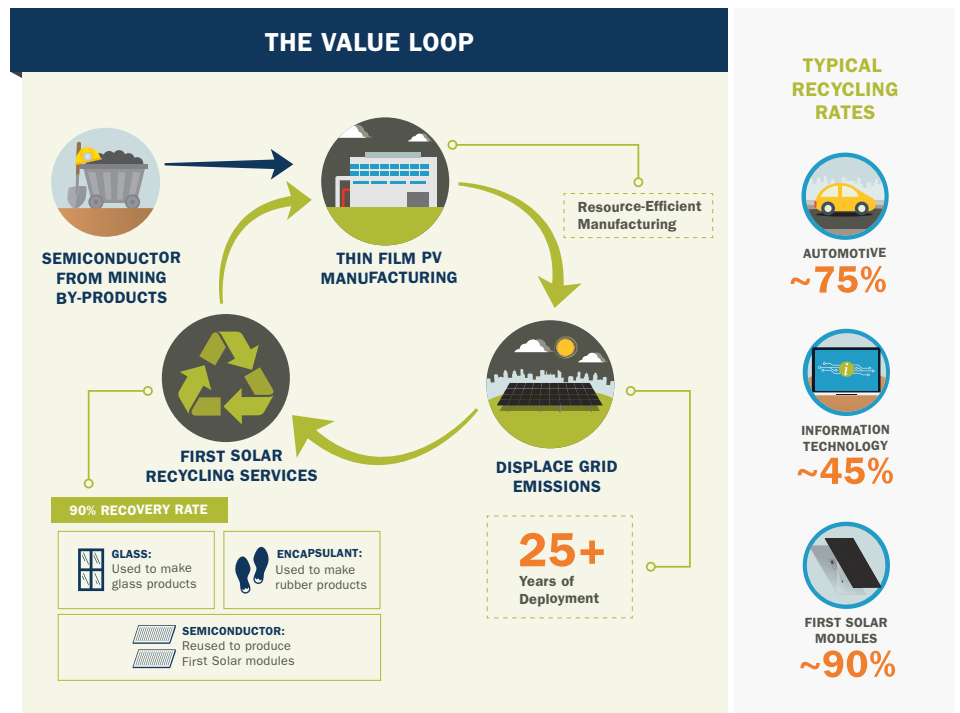 THE VALUE LOOP
SEMICONDUCTOR
FROM MINING
BY-PRODUCTS
THIN FILM PV
MANUFACTURING
Resource-Efficient
Manufacturing
FIRST SOLAR
RECYCLING SERVICES
DISPLACE GRID
EMISSIONS
90% RECOVERY RATE
GLASS:
Used to make
glass products
ENCAPSULANT:
Used to make
rubber products
SEMICONDUCTOR:
Reused to produce
First Solar modules
25+
Years of
Deployment
TYPICAL
RECYCLING
RATES
AUTOMOTIVE
~75%
i
INFORMATION
TECHNOLOGY
~45%
FIRST SOLAR
MODULES
~90%